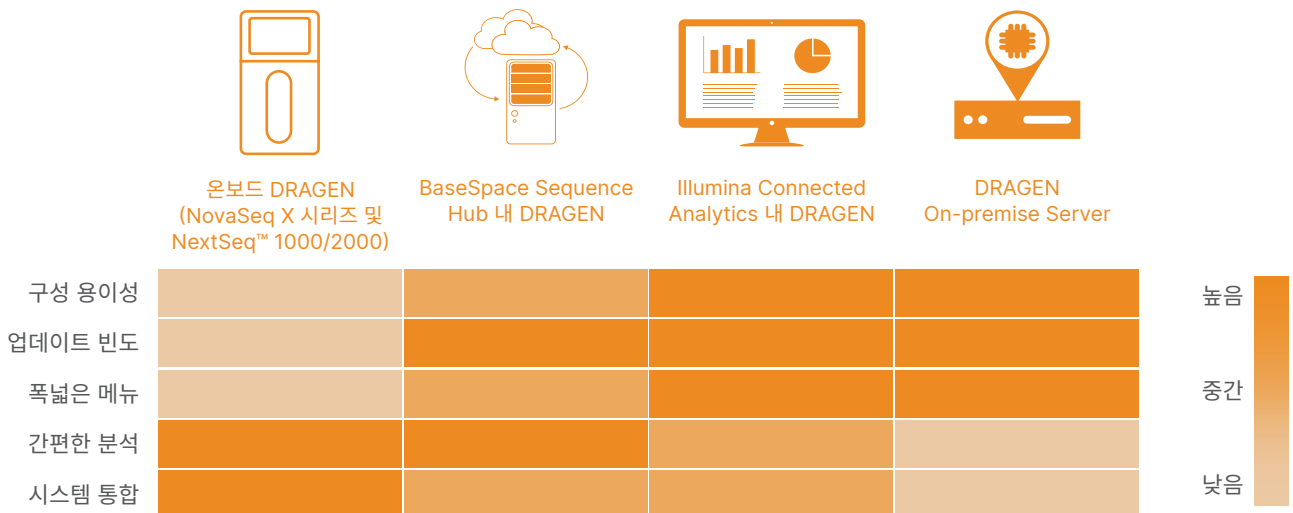 온보드 DRAGEN
(NovaSeq X 시리즈 및
NextSeq™ 1000/2000)
BaseSpace Sequence
Hub 내 DRAGEN
Illumina Connected
Analytics 내 DRAGEN
DRAGEN
On-premise Server
구성 용이성
업데이트 빈도
폭넓은 메뉴
간편한 분석
시스템 통합
높음
중간
낮음